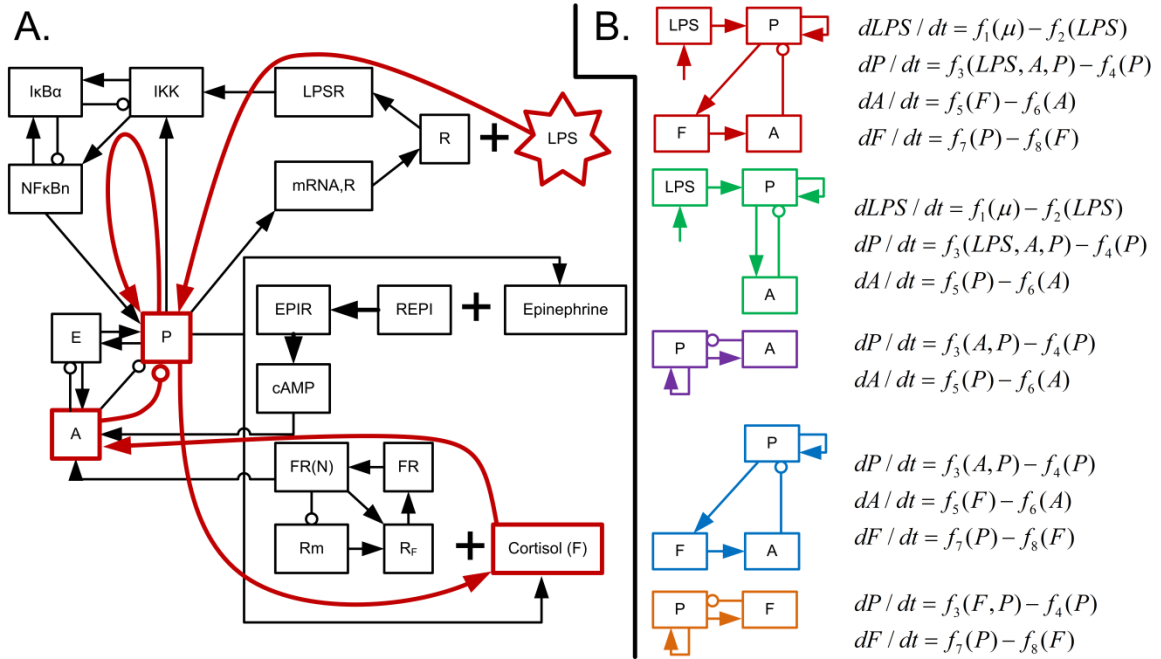 A.
IκBα
IKK
LPSR
R
+
LPS
NFκBn
mRNA,R
E
P
EPIR
REPI
+
Epinephrine
cAMP
A
FR(N)
FR
Rm
R_F
+
Cortisol (F)
B.
LPS
P
F
A
dLPS / dt = f₁(μ) − f₂(LPS)
dP / dt = f₃(LPS, A, P) − f₄(P)
dA / dt = f₅(F) − f₆(A)
dF / dt = f₇(P) − f₈(F)
LPS
P
A
dLPS / dt = f₁(μ) − f₂(LPS)
dP / dt = f₃(LPS, A, P) − f₄(P)
dA / dt = f₅(P) − f₆(A)
P
A
dP / dt = f₃(A, P) − f₄(P)
dA / dt = f₅(P) − f₆(A)
P
F
A
dP / dt = f₃(A, P) − f₄(P)
dA / dt = f₅(F) − f₆(A)
dF / dt = f₇(P) − f₈(F)
P
F
dP / dt = f₃(F, P) − f₄(P)
dF / dt = f₇(P) − f₈(F)